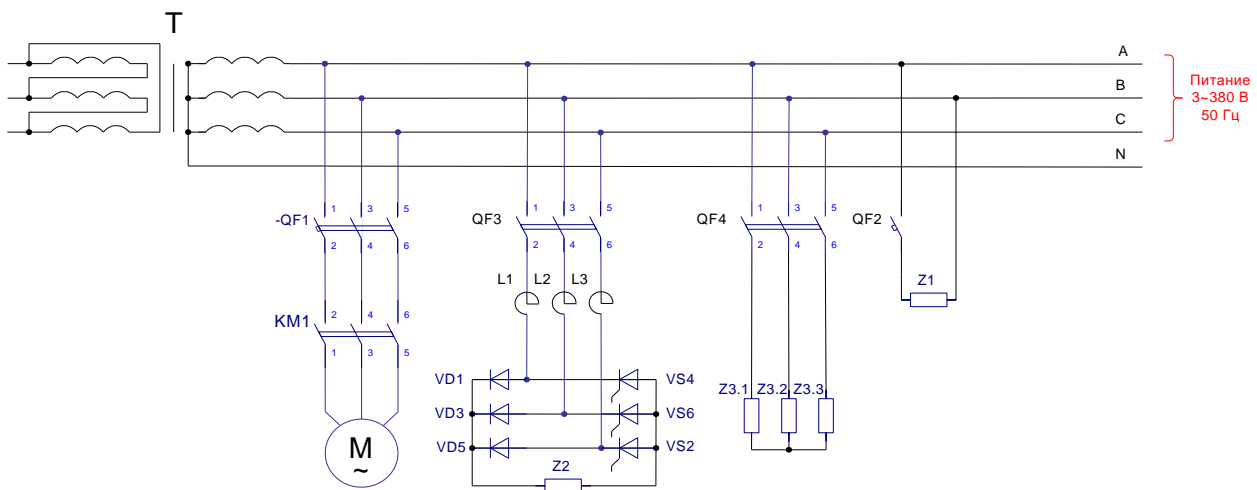 T
A
B
C
N
Питание
3~380 В
50 Гц
-QF1
1 3 5
2 4 6
QF3
1 3 5
2 4 6
QF4
1 3 5
2 4 6
QF2
L1 L2 L3
Z1
KM1
2 4 6
1 3 5
VD1
VS4
VD3
VS6
VD5
VS2
Z2
Z3.1 Z3.2 Z3.3
M
~